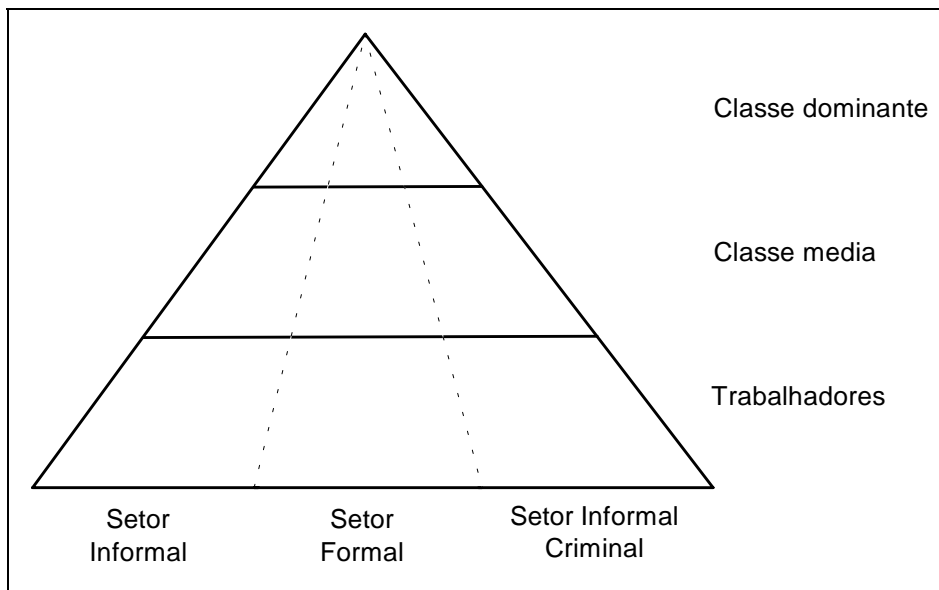 Classe dominante
Classe media
Trabalhadores
Setor
Informal
Setor
Formal
Setor Informal
Criminal